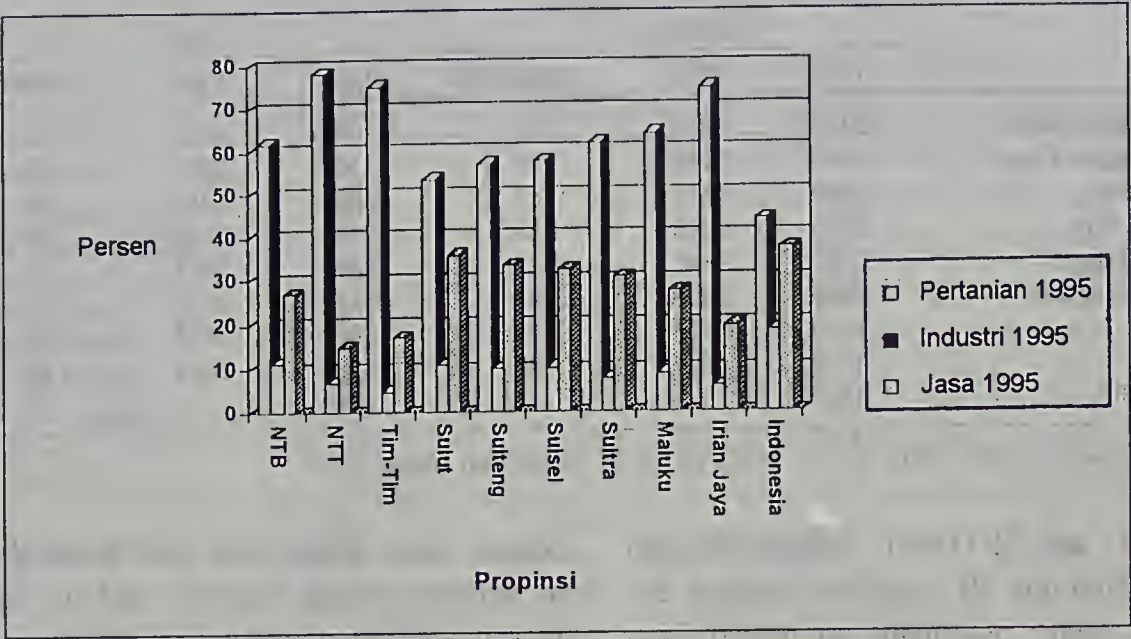 80
70
60
50
40
30
20
10
0
Persen
NTB
NTT
Tim-Tim
Sulut
Sulteng
Sulsel
Sultra
Maluku
Irian Jaya
Indonesia
Propinsi
Pertanian 1995
Industri 1995
Jasa 1995